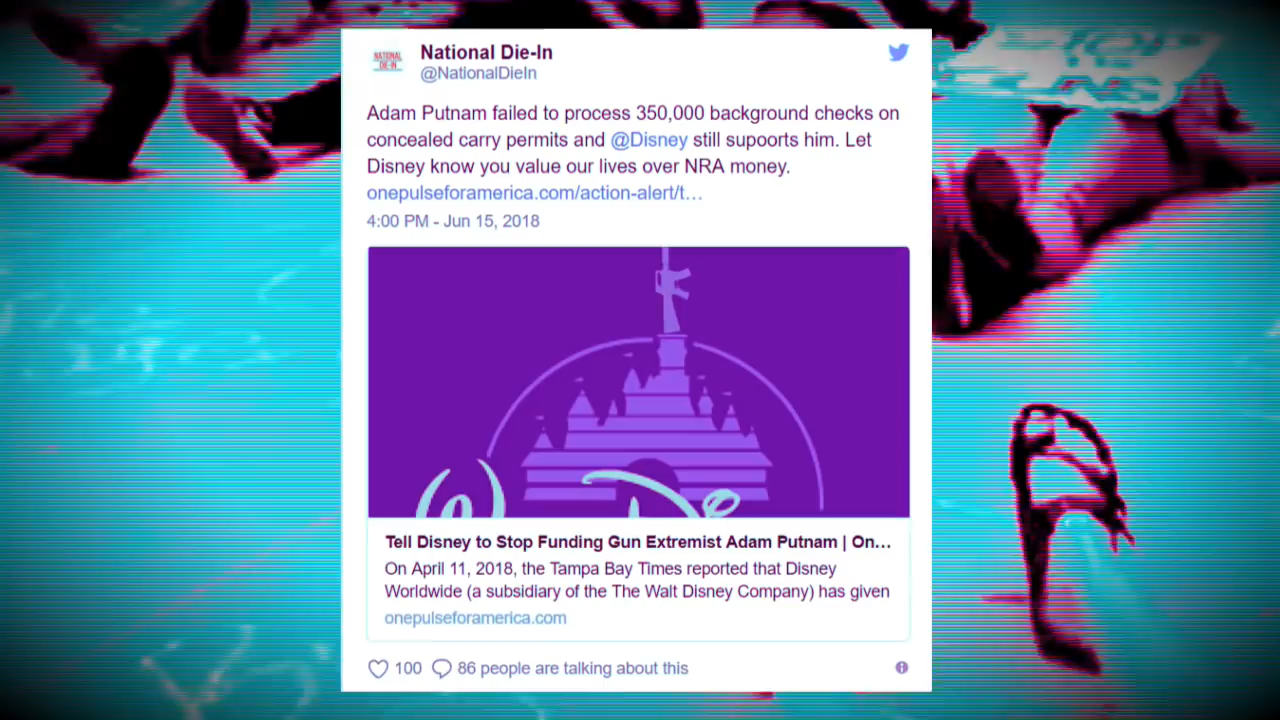 NATIONAL
DIE-IN
National Die-In
@NationalDieIn
Adam Putnam failed to process 350,000 background checks on
concealed carry permits and @Disney still supoorts him. Let
Disney know you value our lives over NRA money.
onepulseforamerica.com/action-alert/t…
4:00 PM - Jun 15, 2018
Tell Disney to Stop Funding Gun Extremist Adam Putnam | On…
On April 11, 2018, the Tampa Bay Times reported that Disney
Worldwide (a subsidiary of the The Walt Disney Company) has given
onepulseforamerica.com
100 86 people are talking about this